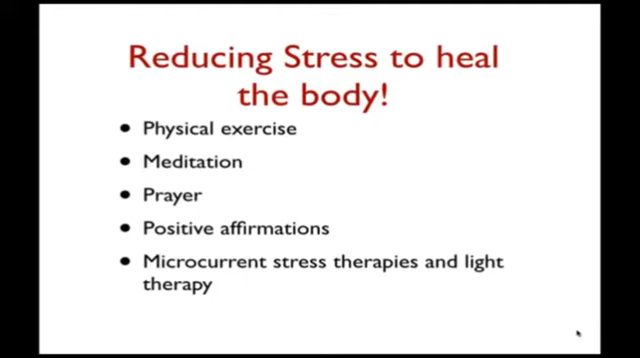 Reducing Stress to heal
the body!
• Physical exercise
• Meditation
• Prayer
• Positive affirmations
• Microcurrent stress therapies and light
therapy